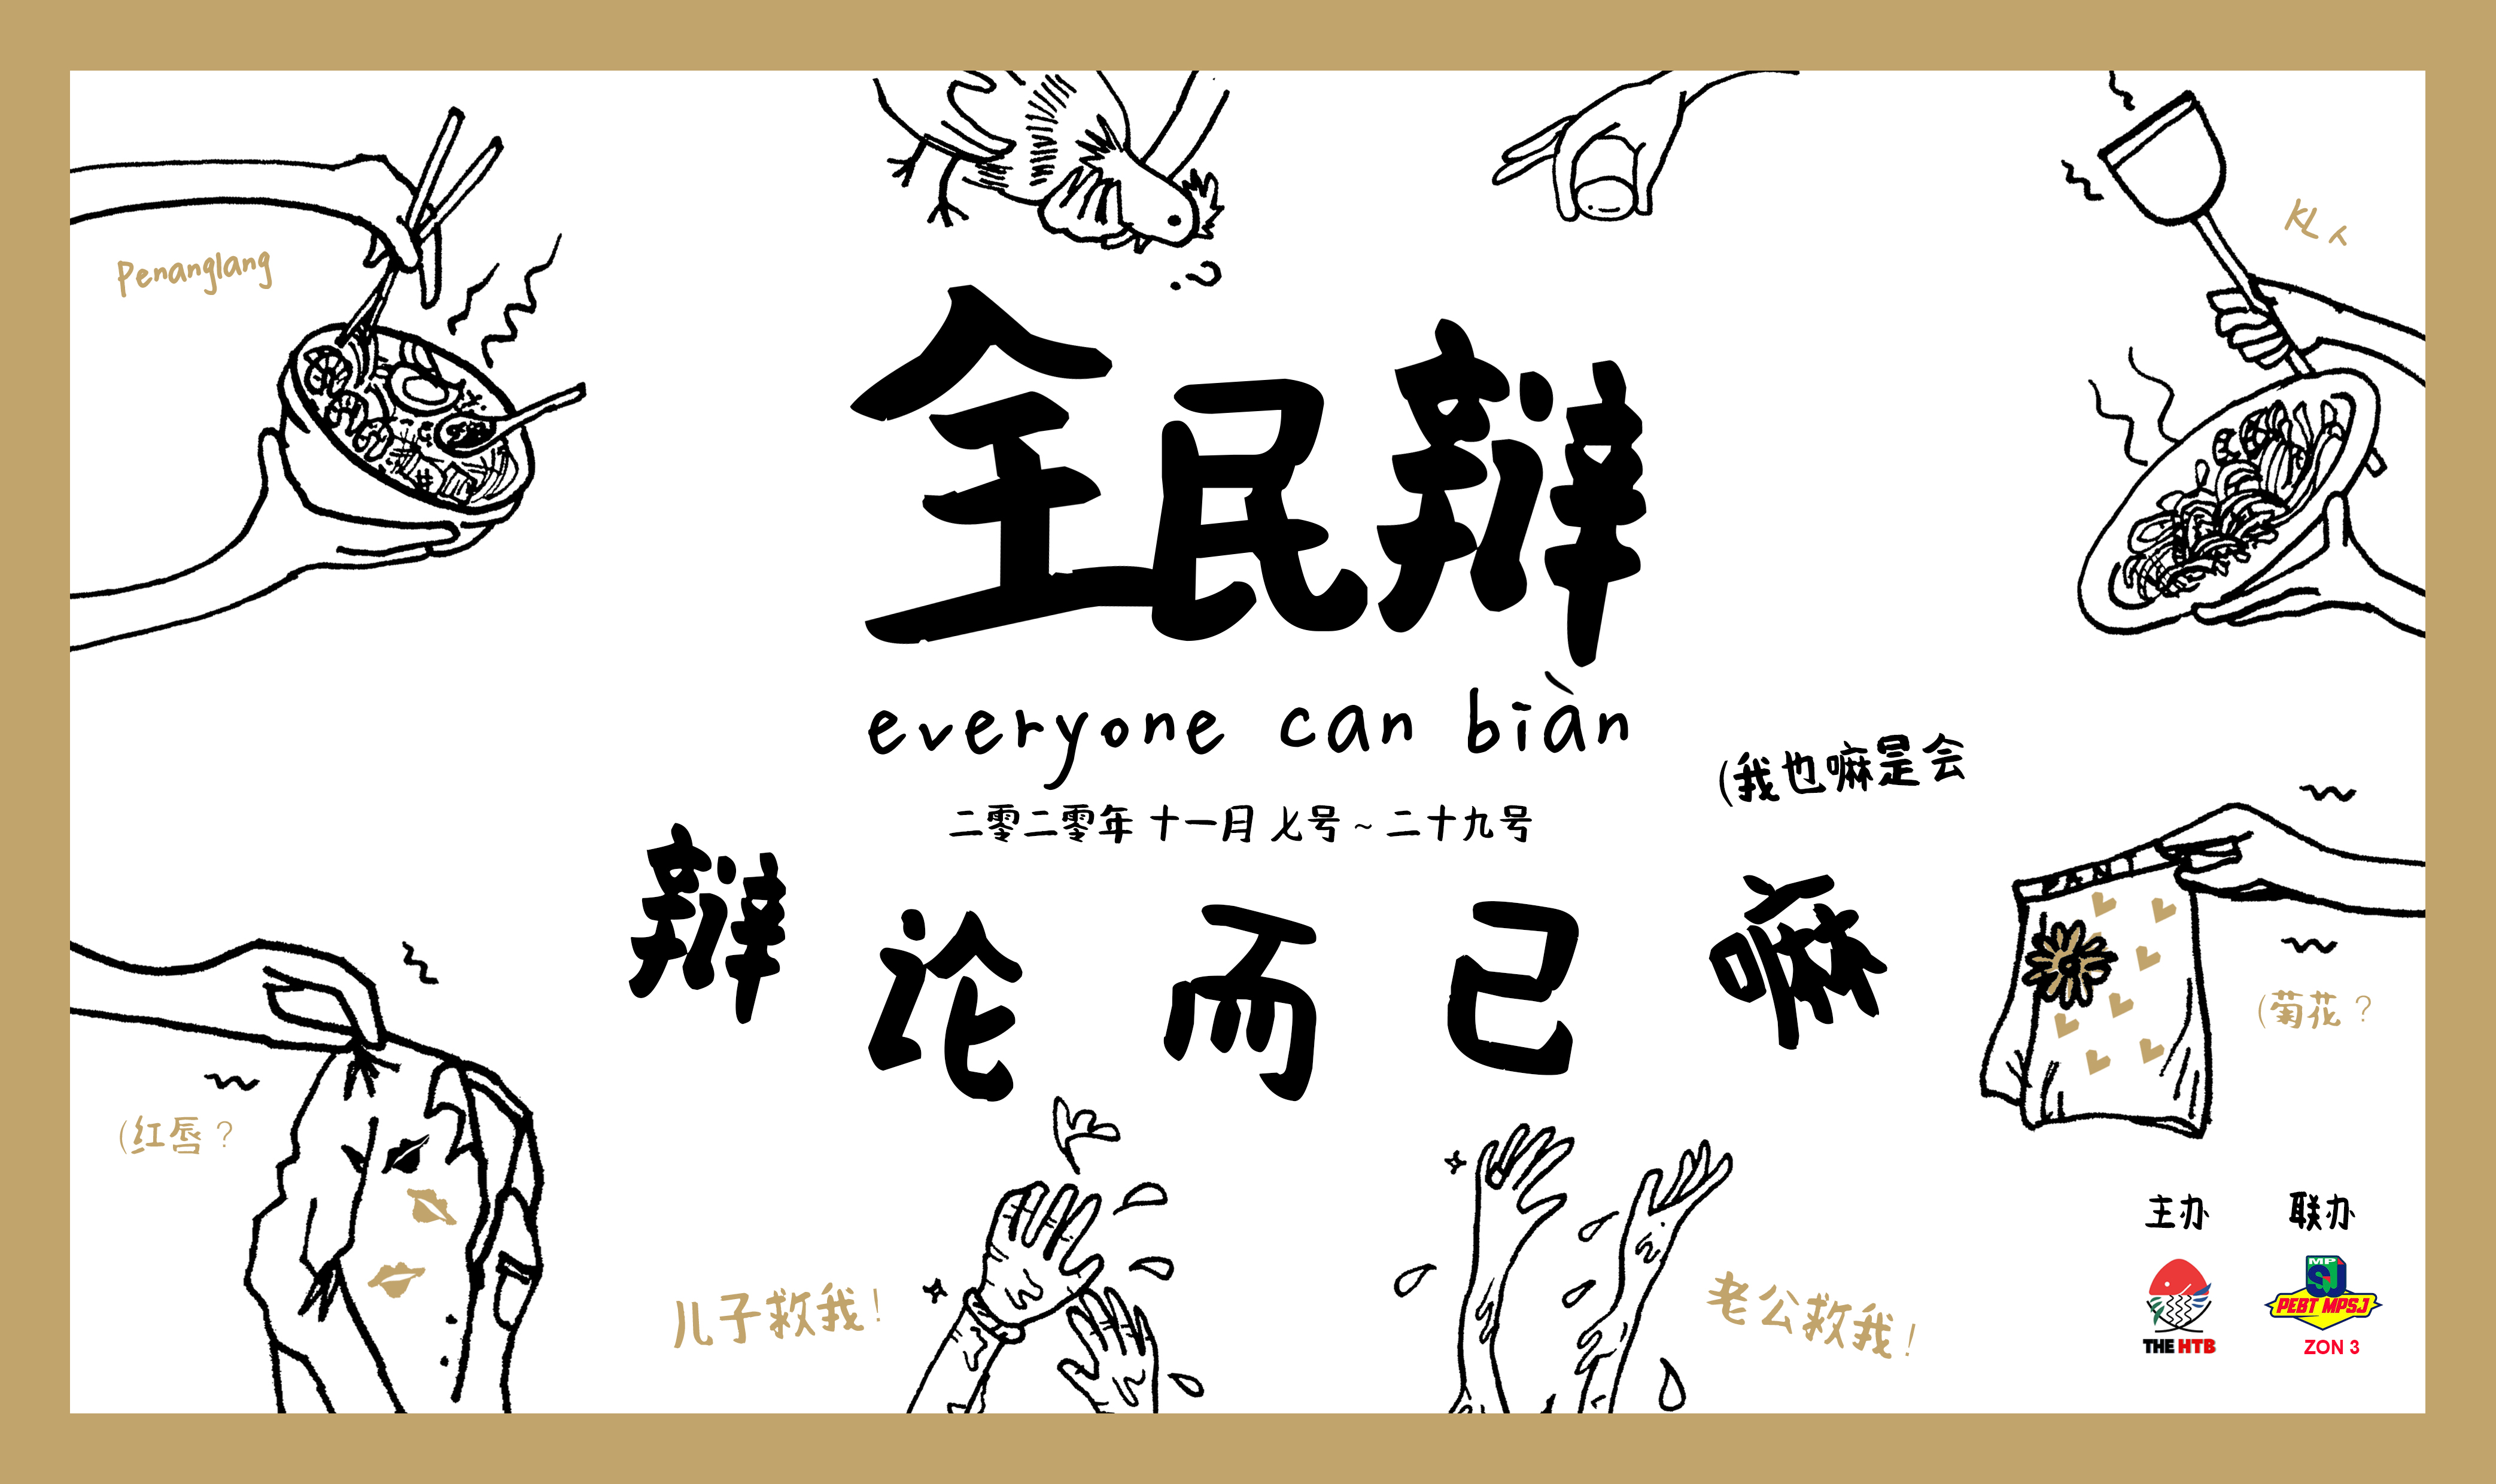 Penanglang
KL人
全民辩
everyone can biàn
(我也嘛是会
二零二零年 十一月 七号 ~ 二十九号
辩论而已嘛
(菊花 ?
(红唇 ?
儿子救我!
老公救我!
主办
联办
MPSJ
PEBT MPSJ
THE HTB
ZON 3